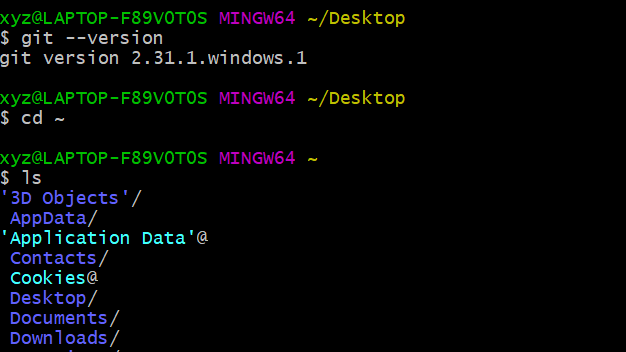 xyz@LAPTOP-F89V0T0S MINGW64 ~/Desktop
$ git --version
git version 2.31.1.windows.1
xyz@LAPTOP-F89V0T0S MINGW64 ~/Desktop
$ cd ~
xyz@LAPTOP-F89V0T0S MINGW64 ~
$ ls
'3D Objects'/
AppData/
'Application Data'@
Contacts/
Cookies@
Desktop/
Documents/
Downloads/